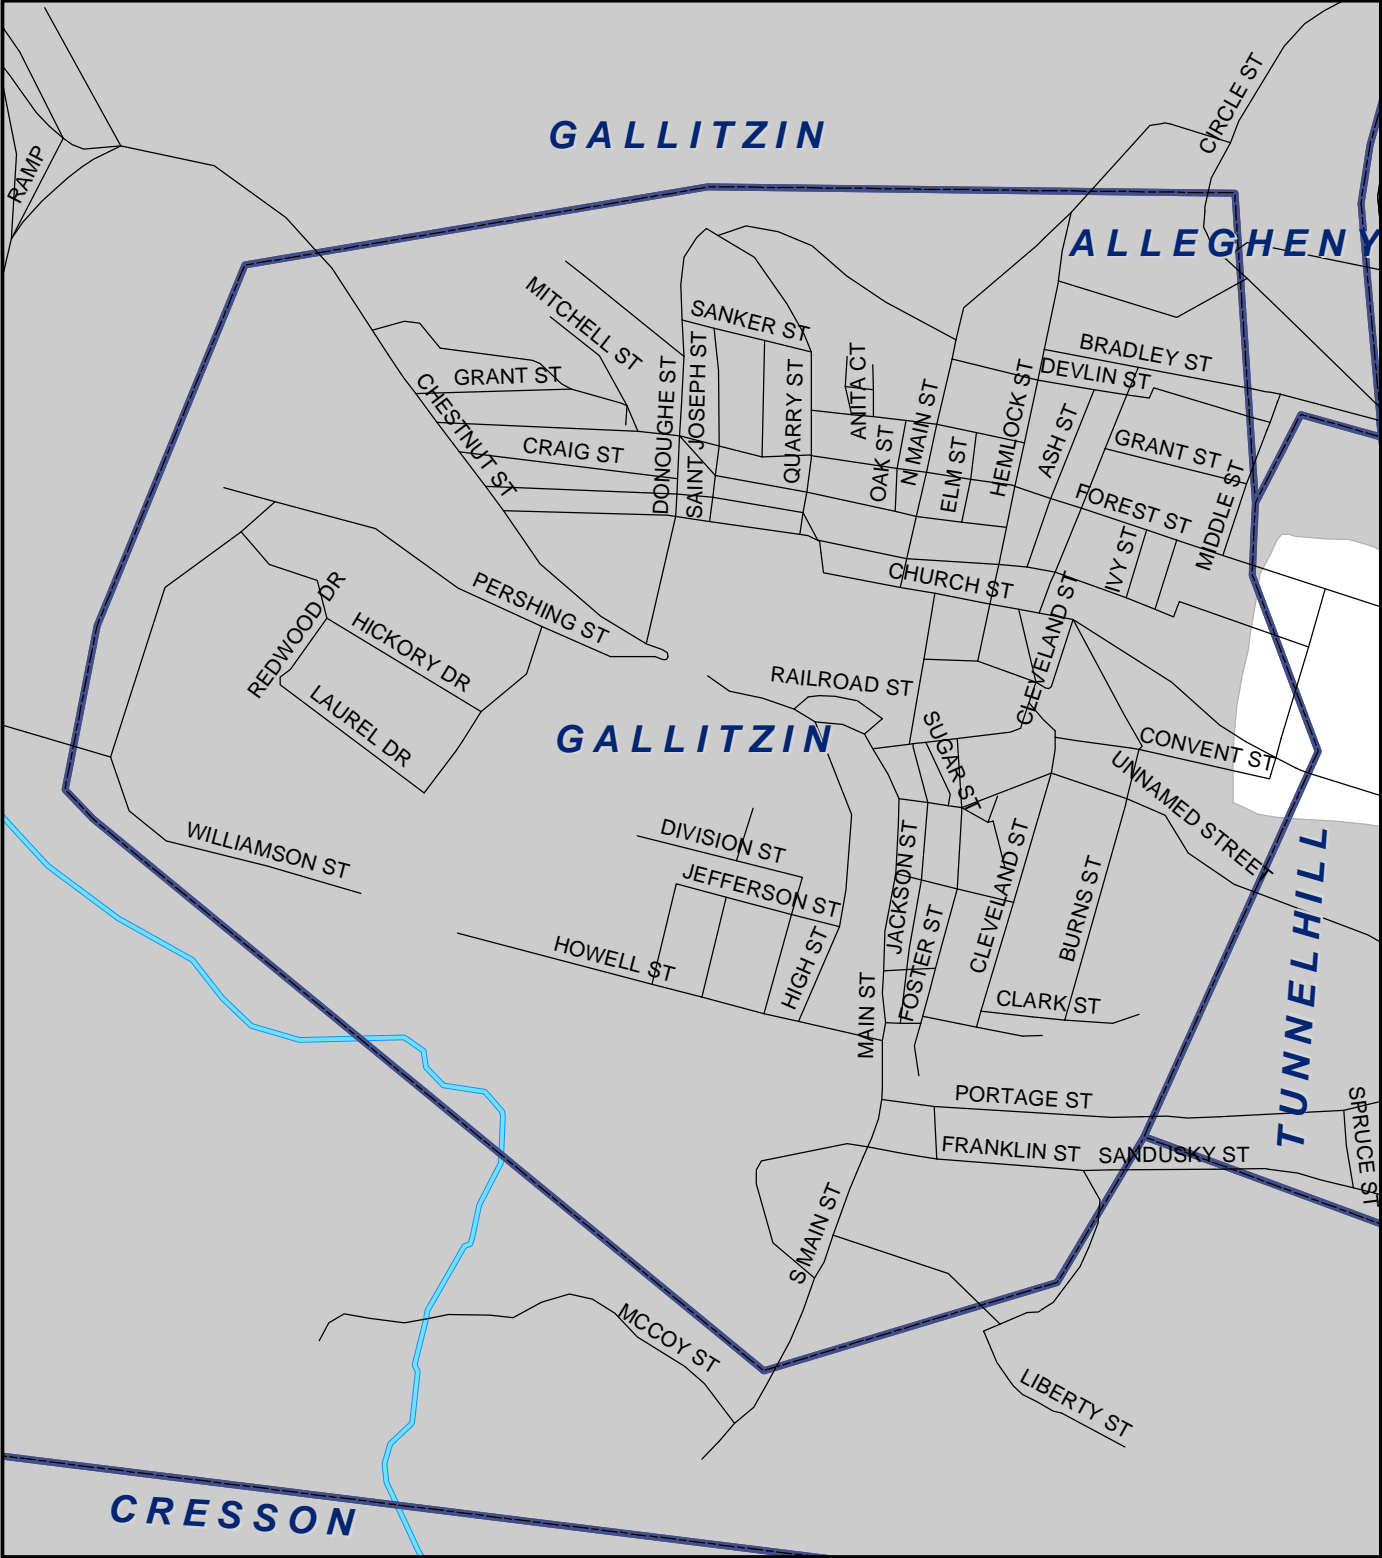 CIRCLE ST
GALLITZIN
RAMP
ALLEGHENY
MITCHELL ST
SANKER ST
BRADLEY ST
DEVLIN ST
GRANT ST
CHESTNUT ST
DONOUGHE ST
SAINT JOSEPH ST
QUARRY ST
ANITA CT
N MAIN ST
HEMLOCK ST
ASH ST
GRANT ST
CRAIG ST
OAK ST
ELM ST
FOREST ST
MIDDLE ST
IVY ST
CHURCH ST
PERSHING ST
REDWOOD DR
HICKORY DR
CLEVELAND ST
RAILROAD ST
LAUREL DR
GALLITZIN
SUGAR ST
CONVENT ST
UNNAMED STREET
WILLIAMSON ST
DIVISION ST
JEFFERSON ST
JACKSON ST
CLEVELAND ST
BURNS ST
TUNNELHILL
HOWELL ST
HIGH ST
FOSTER ST
MAIN ST
CLARK ST
PORTAGE ST
SPRUCE ST
FRANKLIN ST
SANDUSKY ST
S MAIN ST
MCCOY ST
LIBERTY ST
CRESSON